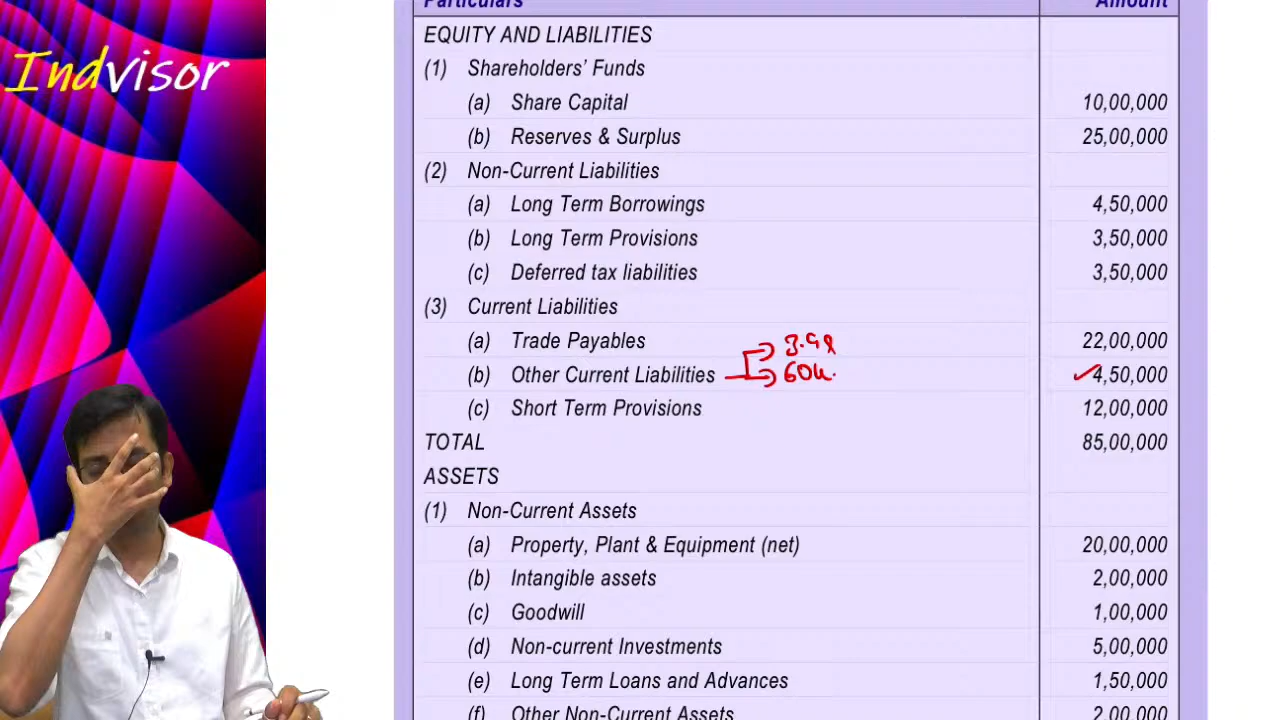 Particulars Amount
Indvisor
EQUITY AND LIABILITIES
(1) Shareholders' Funds
(a) Share Capital 10,00,000
(b) Reserves & Surplus 25,00,000
(2) Non-Current Liabilities
(a) Long Term Borrowings 4,50,000
(b) Long Term Provisions 3,50,000
(c) Deferred tax liabilities 3,50,000
(3) Current Liabilities
(a) Trade Payables 22,00,000
(b) Other Current Liabilities 4,50,000
(c) Short Term Provisions 12,00,000
TOTAL 85,00,000
ASSETS
(1) Non-Current Assets
(a) Property, Plant & Equipment (net) 20,00,000
(b) Intangible assets 2,00,000
(c) Goodwill 1,00,000
(d) Non-current Investments 5,00,000
(e) Long Term Loans and Advances 1,50,000
(f) Other Non-Current Assets 2,00,000